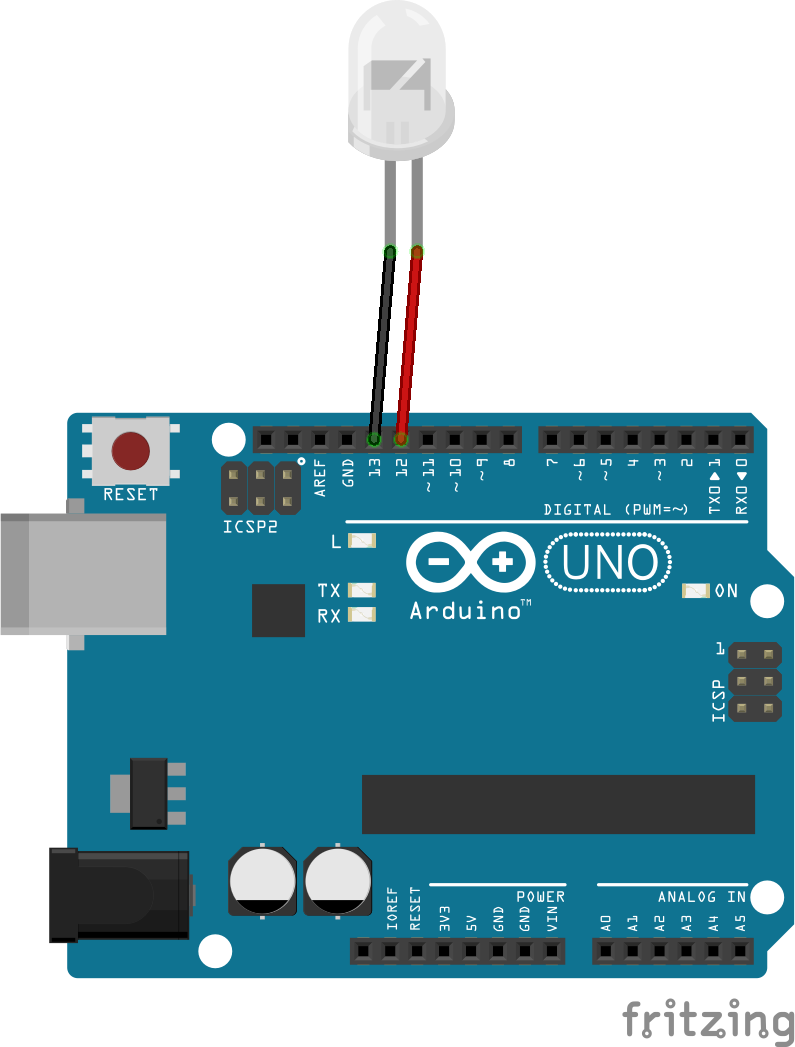 AREF
GND
13
12
~11
~10
~9
8
7
~6
~5
4
~3
2
TX0▶1
RX0◀0
RESET
ICSP2
DIGITAL (PWM=~)
L
TX
RX
UNO
Arduino™
ON
1
ICSP
POWER
ANALOG IN
IOREF
RESET
3V3
5V
GND
GND
VIN
A0
A1
A2
A3
A4
A5
fritzing